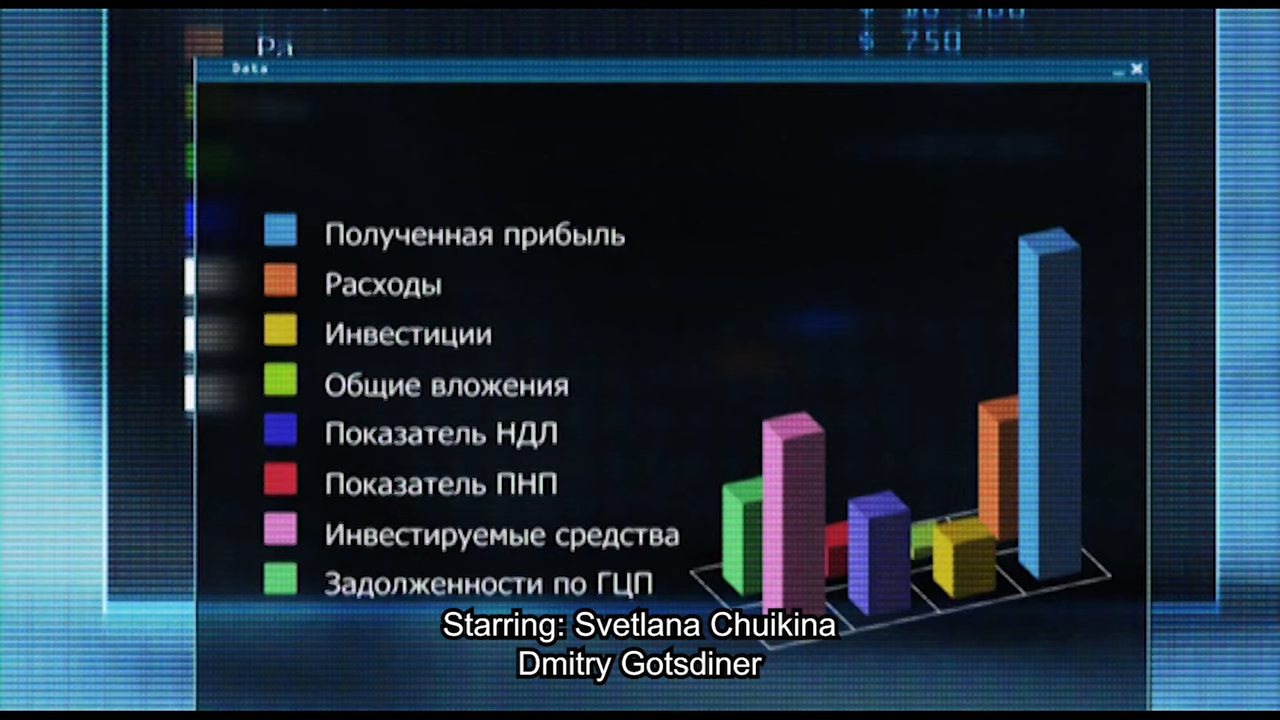 $ 750
Data
Полученная прибыль
Расходы
Инвестиции
Общие вложения
Показатель НДЛ
Показатель ПНП
Инвестируемые средства
Задолженности по ГЦП
Starring: Svetlana Chuikina
Dmitry Gotsdiner